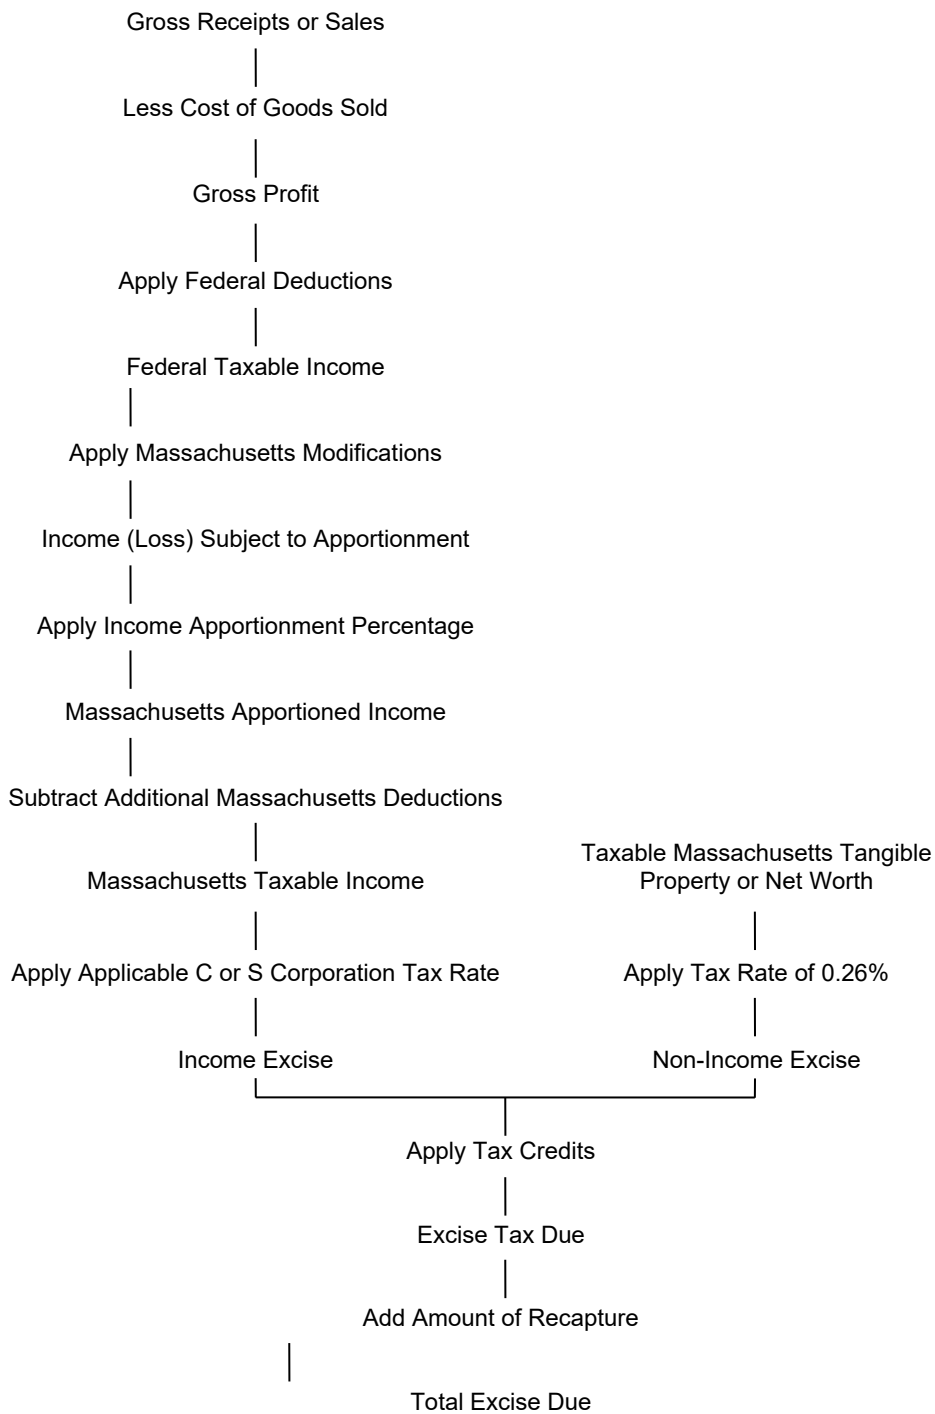 Gross Receipts or Sales
Less Cost of Goods Sold
Gross Profit
Apply Federal Deductions
Federal Taxable Income
Apply Massachusetts Modifications
Income (Loss) Subject to Apportionment
Apply Income Apportionment Percentage
Massachusetts Apportioned Income
Subtract Additional Massachusetts Deductions
Massachusetts Taxable Income
Apply Applicable C or S Corporation Tax Rate
Income Excise
Taxable Massachusetts Tangible
Property or Net Worth
Apply Tax Rate of 0.26%
Non-Income Excise
Apply Tax Credits
Excise Tax Due
Add Amount of Recapture
Total Excise Due